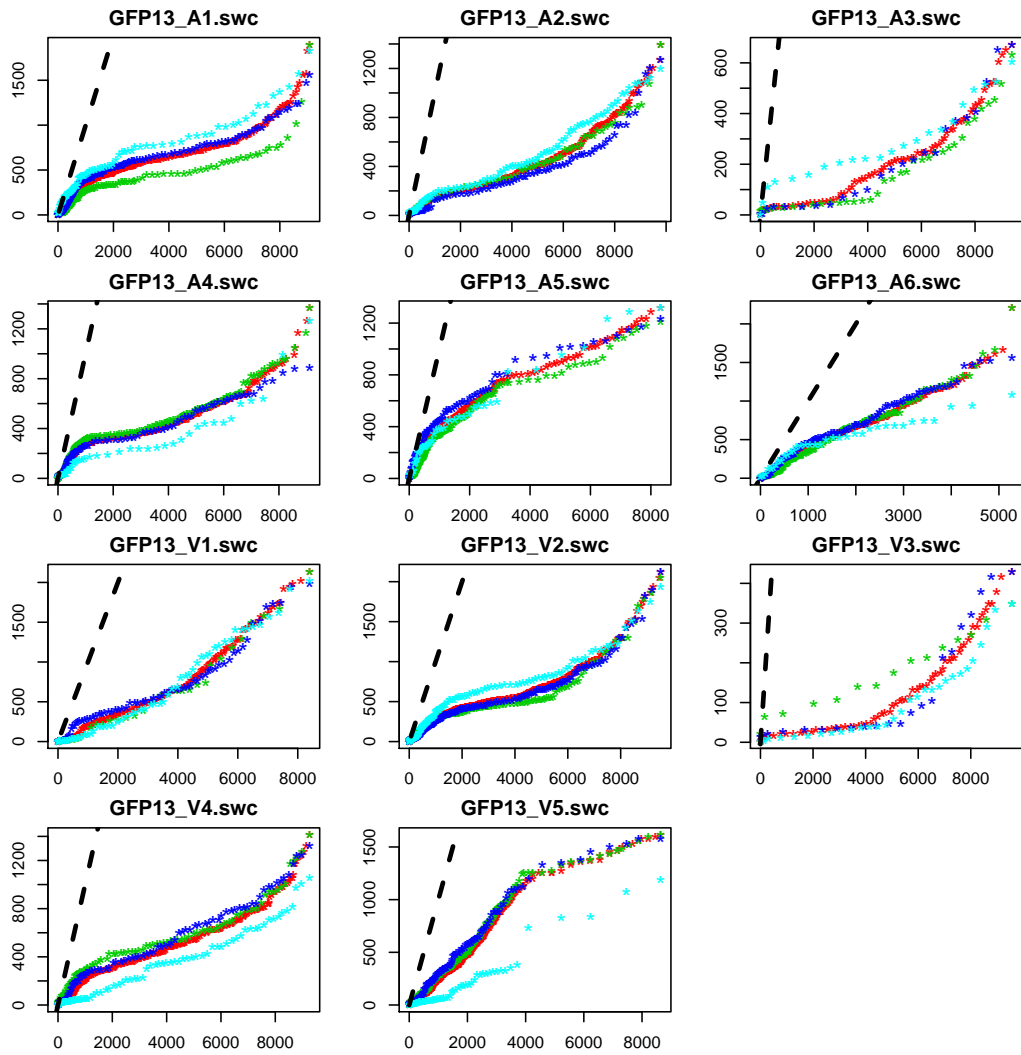 GFP13_A1.swc GFP13_A2.swc GFP13_A3.swc
0 500 1500
0 400 800 1200
0 200 400 600
0 2000 4000 6000 8000 0 2000 4000 6000 8000 0 2000 4000 6000 8000
GFP13_A4.swc GFP13_A5.swc GFP13_A6.swc
0 400 800 1200
0 400 800 1200
0 500 1500
0 2000 4000 6000 8000 0 2000 4000 6000 8000 0 1000 3000 5000
GFP13_V1.swc GFP13_V2.swc GFP13_V3.swc
0 500 1500
0 500 1500
0 100 300
0 2000 4000 6000 8000 0 2000 4000 6000 8000 0 2000 4000 6000 8000
GFP13_V4.swc GFP13_V5.swc
0 400 800 1200
0 500 1000 1500
0 2000 4000 6000 8000 0 2000 4000 6000 8000